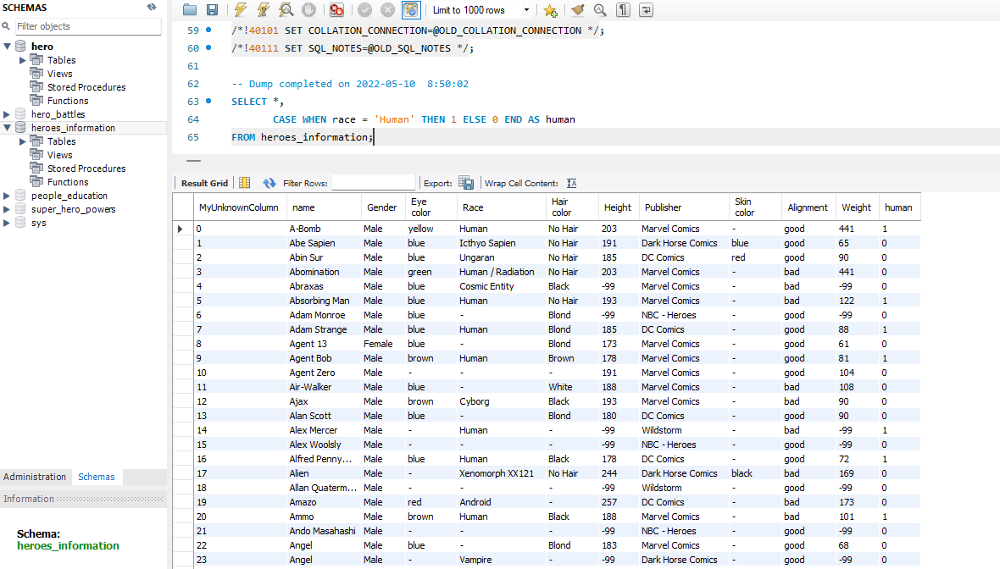 SCHEMAS
Filter objects
hero
Tables
Views
Stored Procedures
Functions
hero_battles
heroes_information
Tables
Views
Stored Procedures
Functions
people_education
super_hero_powers
sys
Administration Schemas
Information
Schema:
heroes_information
Limit to 1000 rows
59 /*!40101 SET COLLATION_CONNECTION=@OLD_COLLATION_CONNECTION */;
60 /*!40111 SET SQL_NOTES=@OLD_SQL_NOTES */;
61
62 -- Dump completed on 2022-05-10  8:50:02
63 SELECT *,
64 CASE WHEN race = 'Human' THEN 1 ELSE 0 END AS human
65 FROM heroes_information;
Result Grid Filter Rows: Export: Wrap Cell Content:
MyUnknownColumn name Gender Eye color Race Hair color Height Publisher Skin color Alignment Weight human
0 A-Bomb Male yellow Human No Hair 203 Marvel Comics - good 441 1
1 Abe Sapien Male blue Icthyo Sapien No Hair 191 Dark Horse Comics blue good 65 0
2 Abin Sur Male blue Ungaran No Hair 185 DC Comics red good 90 0
3 Abomination Male green Human / Radiation No Hair 203 Marvel Comics - bad 441 0
4 Abraxas Male blue Cosmic Entity Black -99 Marvel Comics - bad -99 0
5 Absorbing Man Male blue Human No Hair 193 Marvel Comics - bad 122 1
6 Adam Monroe Male blue - Blond -99 NBC - Heroes - good -99 0
7 Adam Strange Male blue Human Blond 185 DC Comics - good 88 1
8 Agent 13 Female blue - Blond 173 Marvel Comics - good 61 0
9 Agent Bob Male brown Human Brown 178 Marvel Comics - good 81 1
10 Agent Zero Male - - - 191 Marvel Comics - good 104 0
11 Air-Walker Male blue - White 188 Marvel Comics - bad 108 0
12 Ajax Male brown Cyborg Black 193 Marvel Comics - bad 90 0
13 Alan Scott Male blue - Blond 180 DC Comics - good 90 0
14 Alex Mercer Male - Human - -99 Wildstorm - bad -99 1
15 Alex Woolsly Male - - - -99 NBC - Heroes - good -99 0
16 Alfred Penny... Male blue Human Black 178 DC Comics - good 72 1
17 Alien Male - Xenomorph XX121 No Hair 244 Dark Horse Comics black bad 169 0
18 Allan Quaterm... Male - - - -99 Wildstorm - good -99 0
19 Amazo Male red Android - 257 DC Comics - bad 173 0
20 Ammo Male brown Human Black 188 Marvel Comics - bad 101 1
21 Ando Masahashi Male - - - -99 NBC - Heroes - good -99 0
22 Angel Male blue - Blond 183 Marvel Comics - good 68 0
23 Angel Male - Vampire - -99 Dark Horse Comics - good -99 0